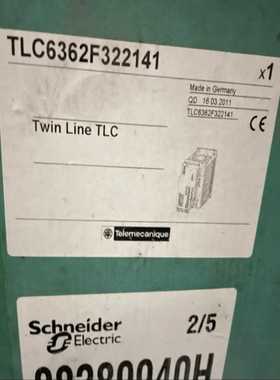 TLC6362F322141
x1
Made in Germany
QD 16 03 2011
TLC6362F322141
CE
Twin Line TLC
Telemecanique
Schneider Electric
2/5